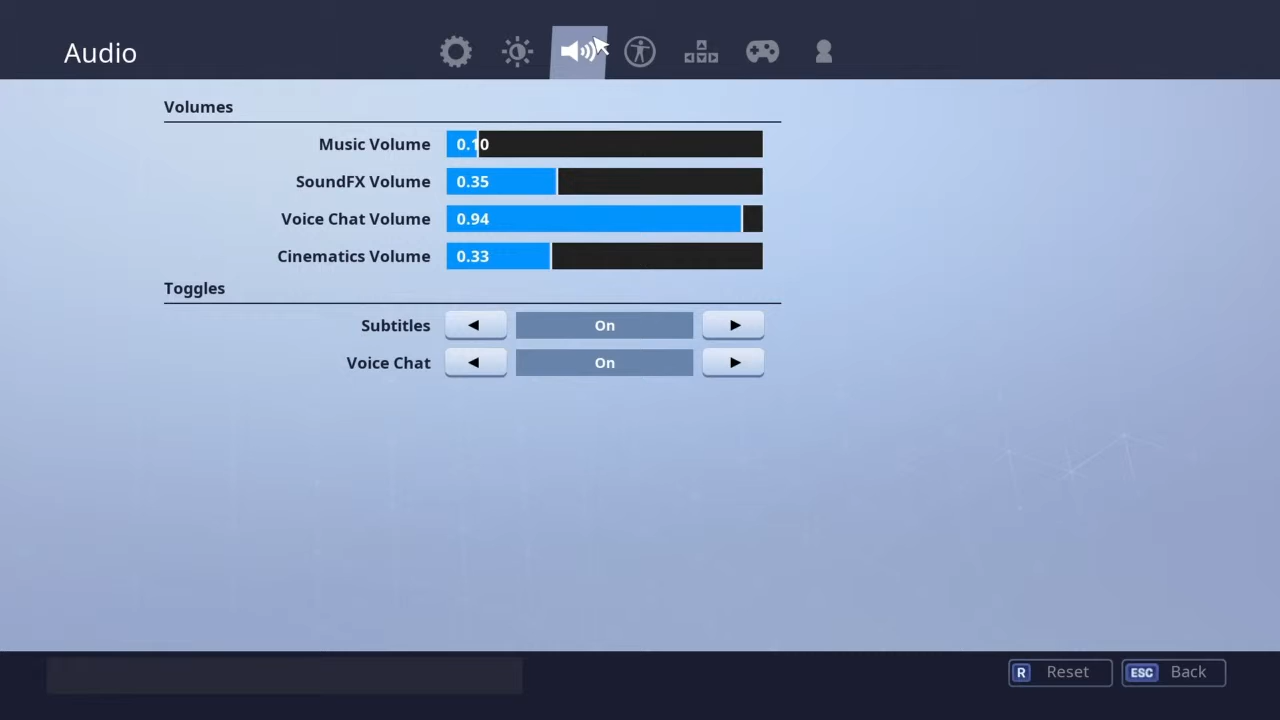 Audio
Volumes
Music Volume 0.10
SoundFX Volume 0.35
Voice Chat Volume 0.94
Cinematics Volume 0.33
Toggles
Subtitles On
Voice Chat On
R Reset ESC Back